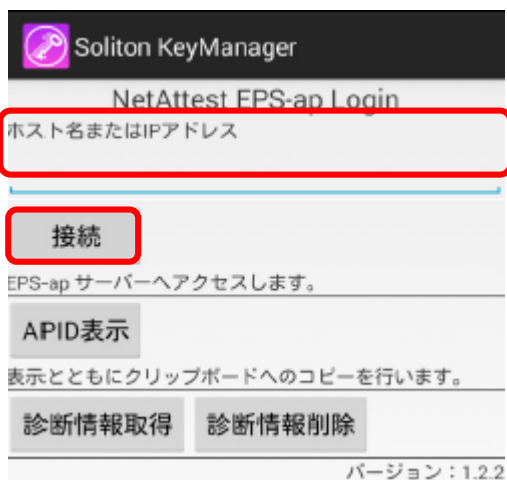 Soliton KeyManager
NetAttest EPS-ap Login
ホスト名またはIPアドレス
接続
EPS-ap サーバーへアクセスします。
APID表示
表示とともにクリップボードへのコピーを行います。
診断情報取得 診断情報削除
バージョン：1.2.2